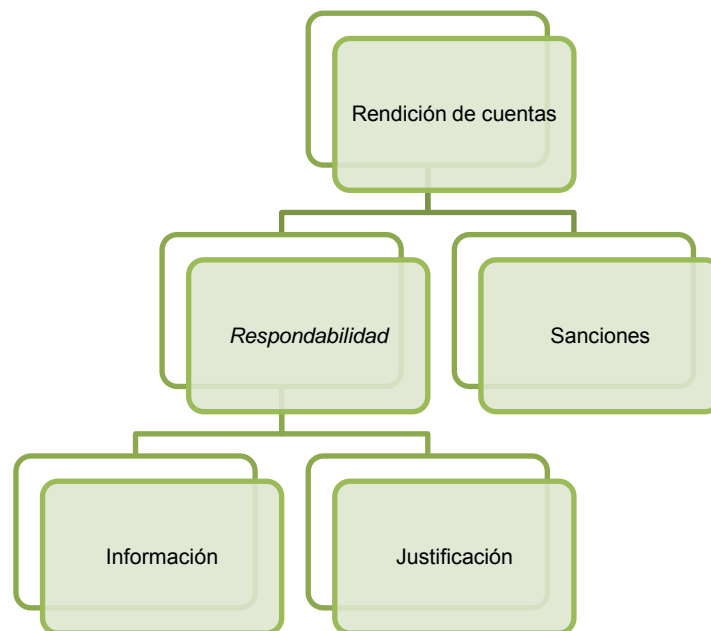 Rendición de cuentas
Respondabilidad
Sanciones
Información
Justificación